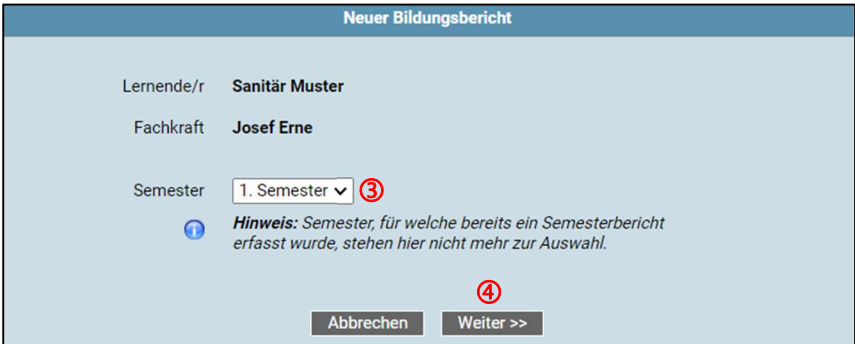 Neuer Bildungsbericht
Lernende/r Sanitär Muster
Fachkraft Josef Erne
Semester 1. Semester ③
Hinweis: Semester, für welche bereits ein Semesterbericht
erfasst wurde, stehen hier nicht mehr zur Auswahl.
④
Abbrechen Weiter >>